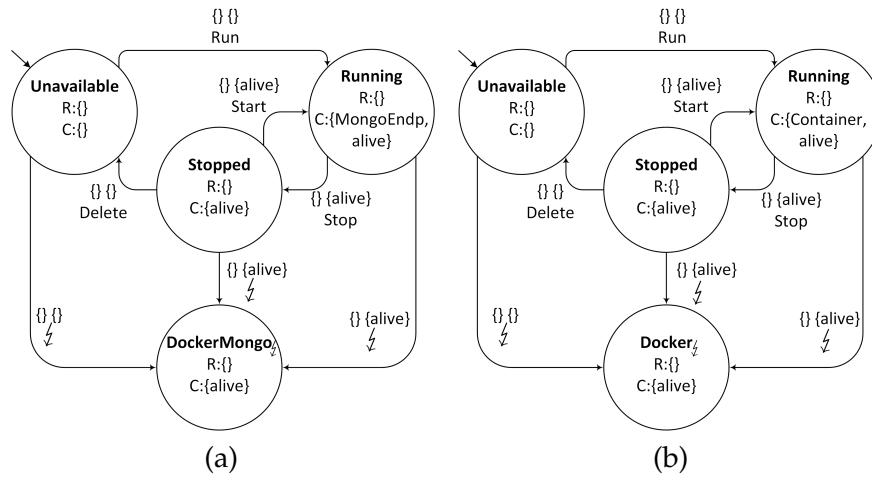 {} {}
Run
Unavailable
R:{}
C:{}
{} {alive}
Start
Running
R:{}
C:{MongoEndp,
alive}
Stopped
R:{}
C:{alive}
{} {}
Delete
{} {alive}
Stop
{} {alive}
{} {}
{} {alive}
DockerMongo
R:{}
C:{alive}
(a)
{} {}
Run
Unavailable
R:{}
C:{}
{} {alive}
Start
Running
R:{}
C:{Container,
alive}
Stopped
R:{}
C:{alive}
{} {}
Delete
{} {alive}
Stop
{} {alive}
{} {}
{} {alive}
Docker
R:{}
C:{alive}
(b)